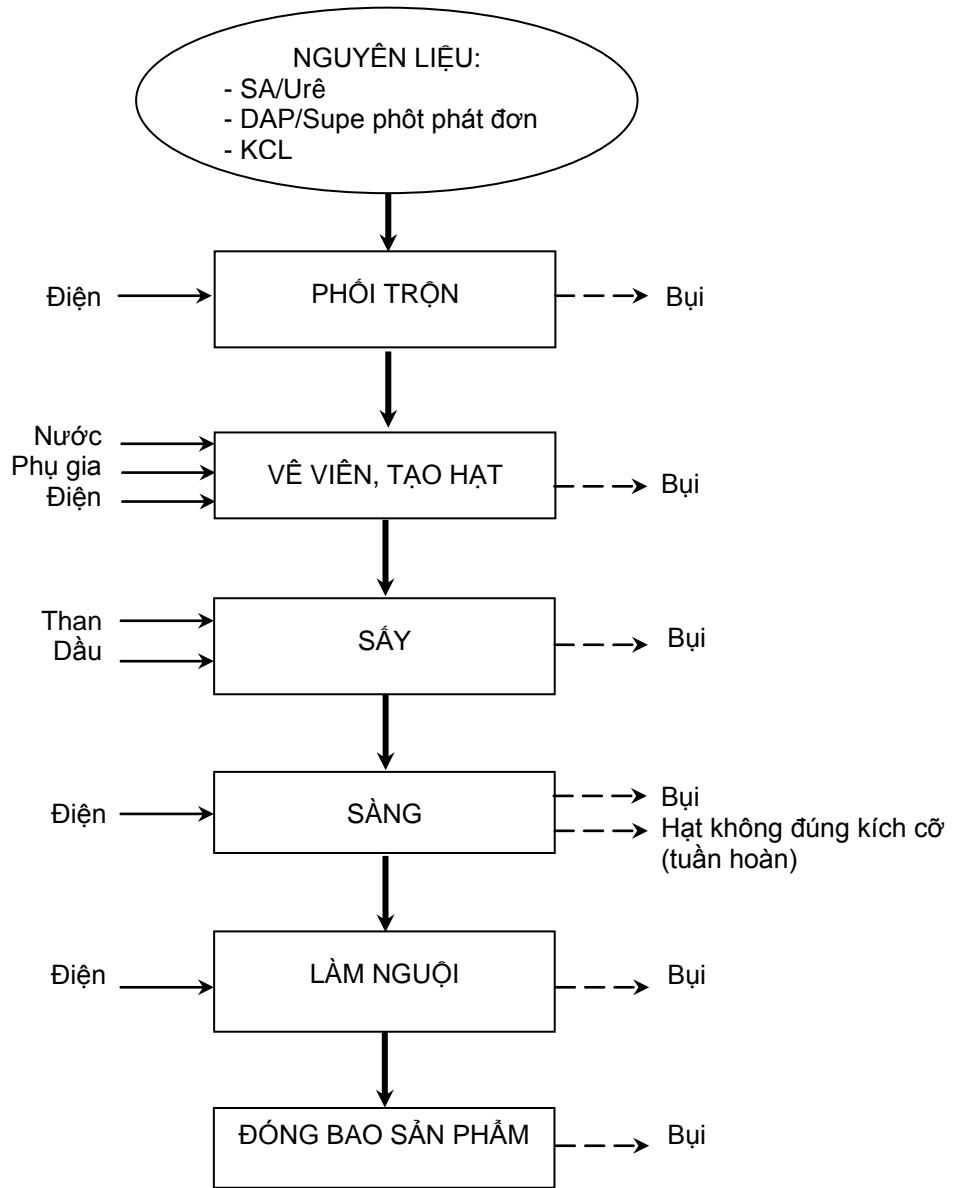 NGUYÊN LIỆU:
- SA/Urê
- DAP/Supe phôt phát đơn
- KCL
Điện
PHỐI TRỘN
Bụi
Nước
Phụ gia
Điện
VÊ VIÊN, TẠO HẠT
Bụi
Than
Dầu
SẤY
Bụi
Điện
SÀNG
Bụi
Hạt không đúng kích cỡ
(tuần hoàn)
Điện
LÀM NGUỘI
Bụi
ĐÓNG BAO SẢN PHẨM
Bụi